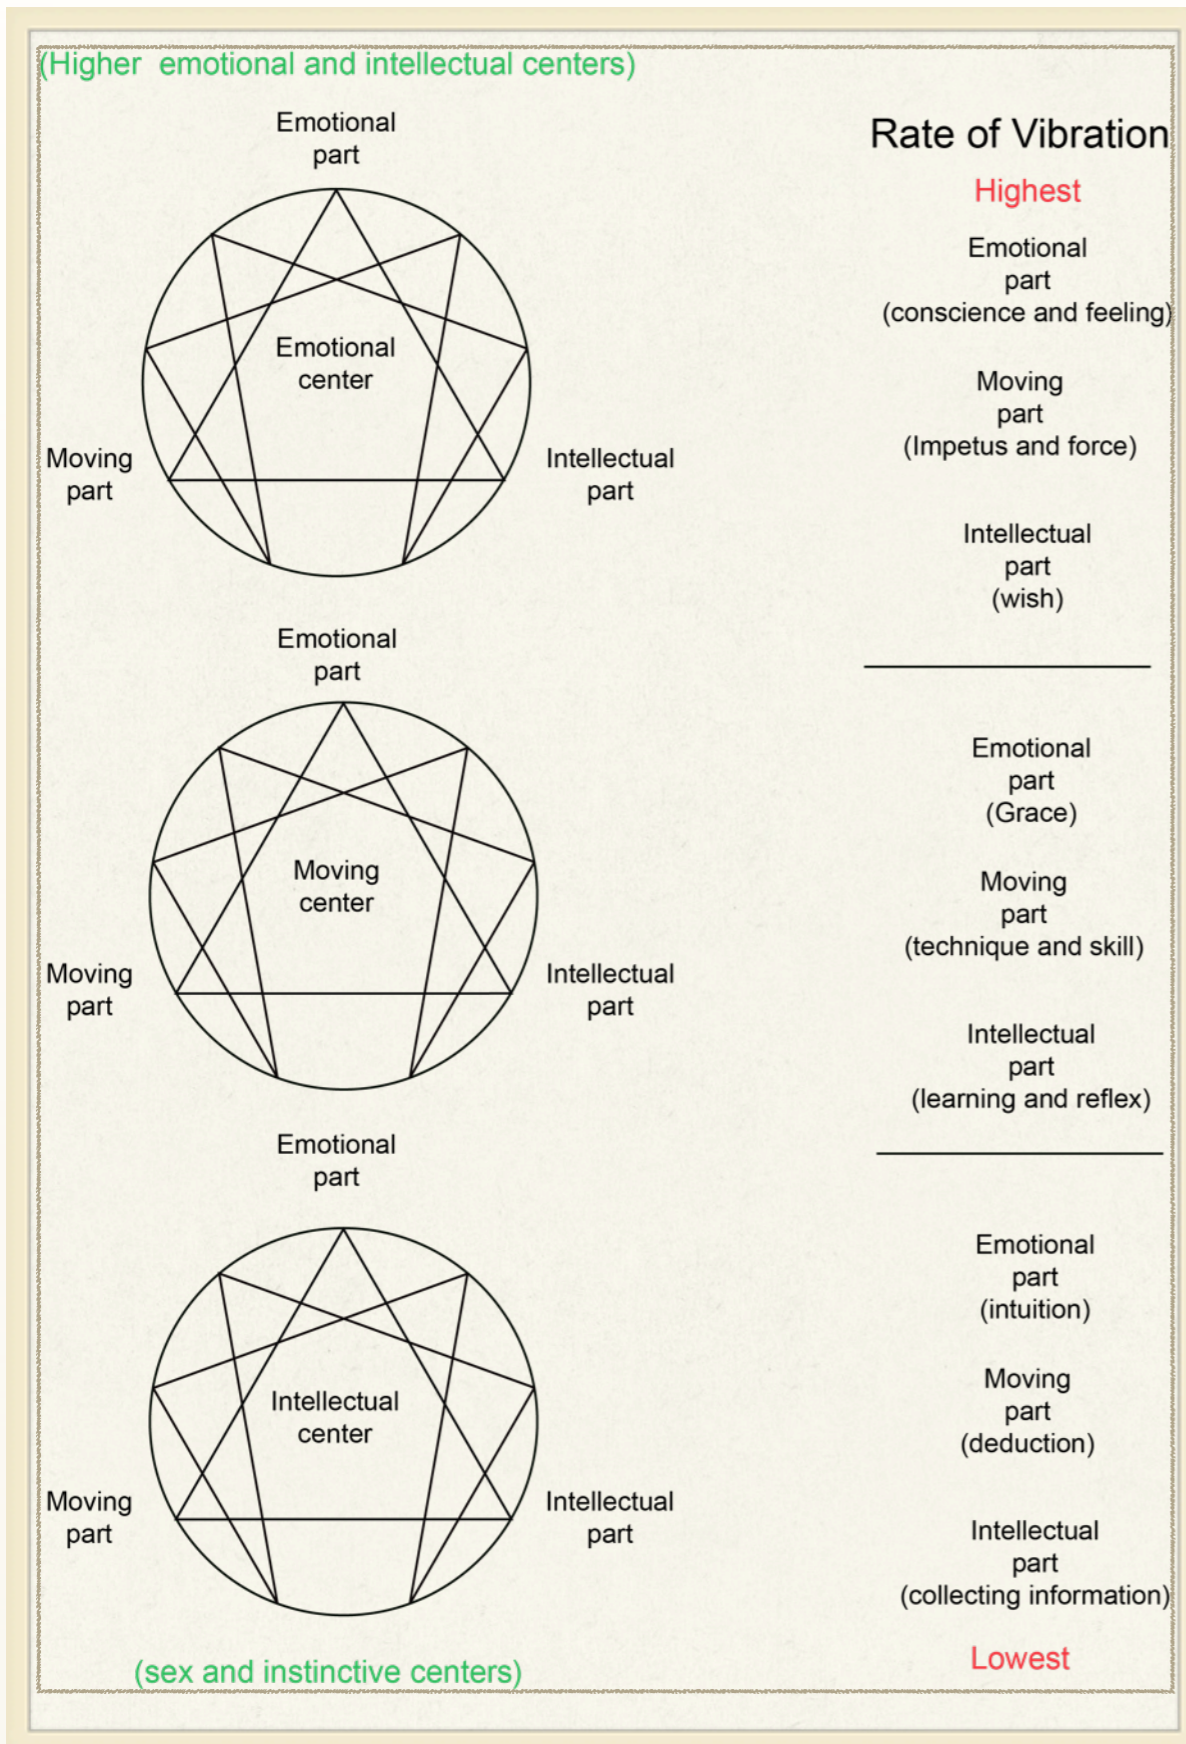 (Higher emotional and intellectual centers)
Emotional
part
Emotional
center
Moving
part
Intellectual
part
Emotional
part
Moving
center
Moving
part
Intellectual
part
Emotional
part
Intellectual
center
Moving
part
Intellectual
part
(sex and instinctive centers)
Rate of Vibration
Highest
Emotional
part
(conscience and feeling)
Moving
part
(Impetus and force)
Intellectual
part
(wish)
Emotional
part
(Grace)
Moving
part
(technique and skill)
Intellectual
part
(learning and reflex)
Emotional
part
(intuition)
Moving
part
(deduction)
Intellectual
part
(collecting information)
Lowest